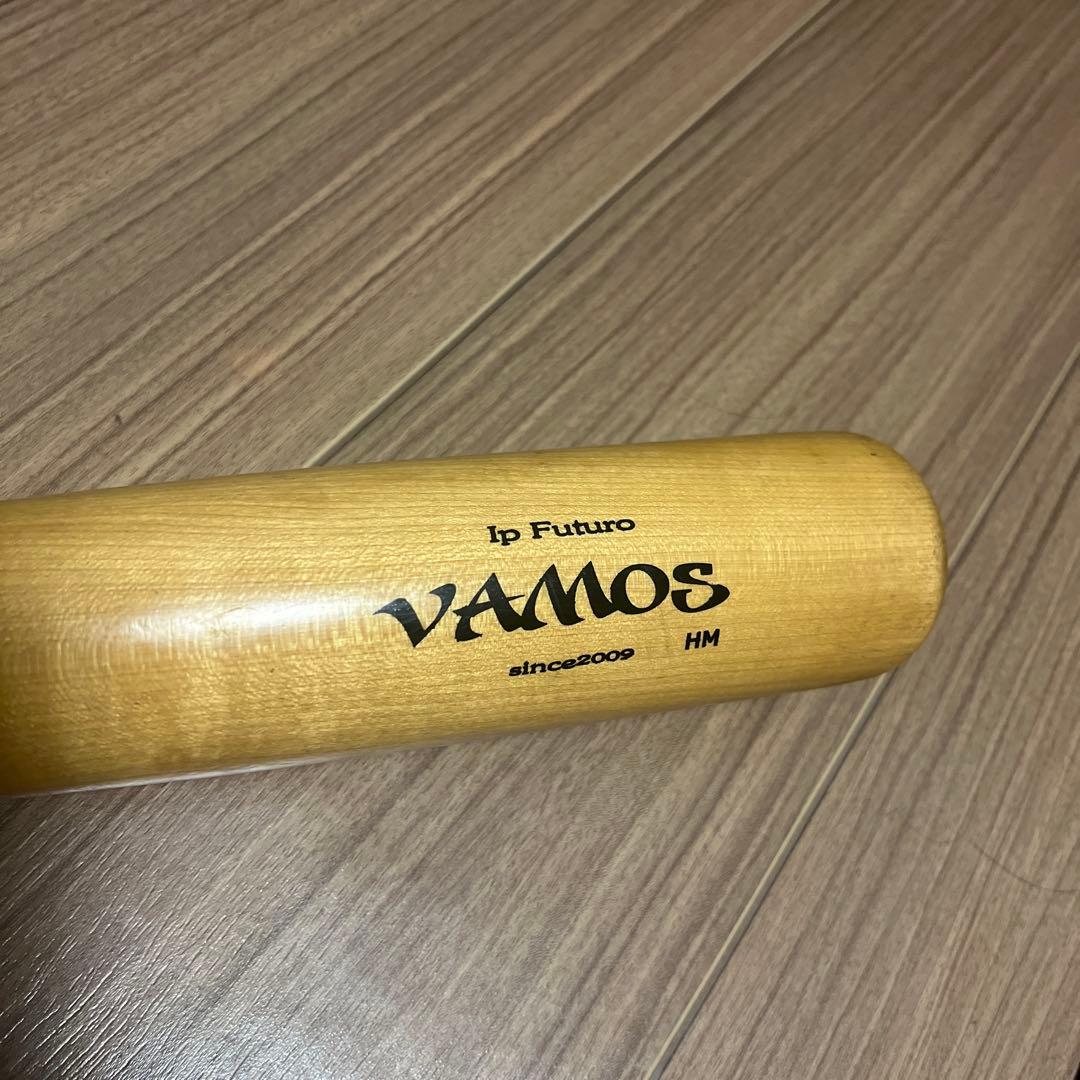 Ip Futuro
VAMOS
since2009 HM